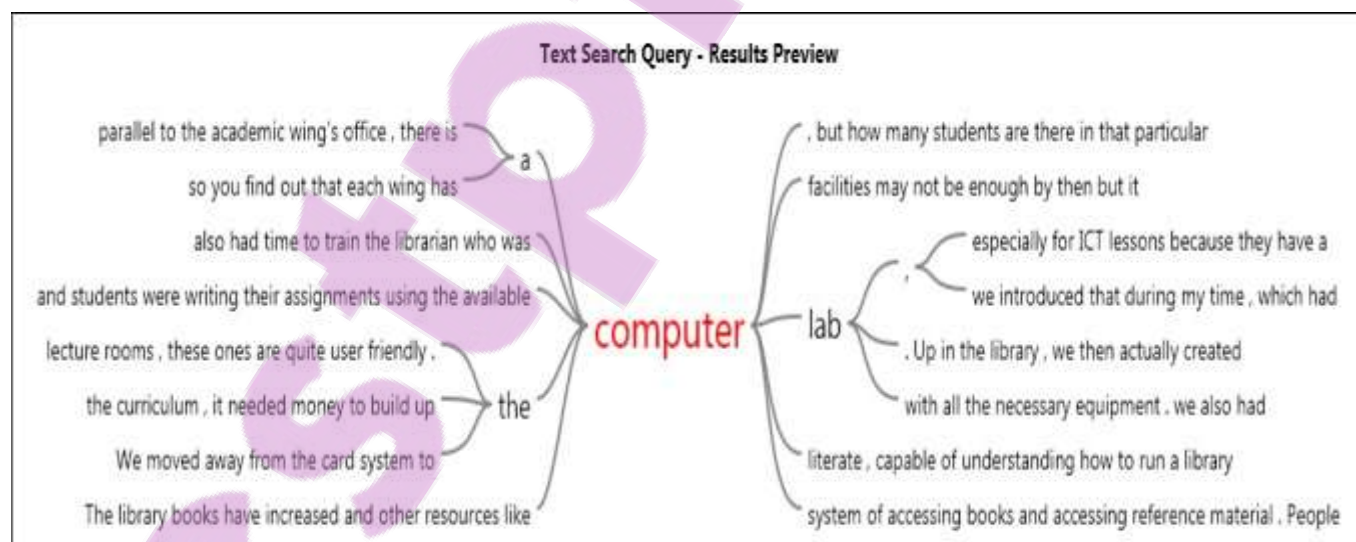 Text Search Query - Results Preview
parallel to the academic wing's office , there is
so you find out that each wing has
a
also had time to train the librarian who was
and students were writing their assignments using the available
lecture rooms , these ones are quite user friendly .
the curriculum , it needed money to build up
We moved away from the card system to
the
The library books have increased and other resources like
computer
, but how many students are there in that particular
facilities may not be enough by then but it
lab
,
especially for ICT lessons because they have a
we introduced that during my time , which had
. Up in the library , we then actually created
with all the necessary equipment . we also had
literate , capable of understanding how to run a library
system of accessing books and accessing reference material . People